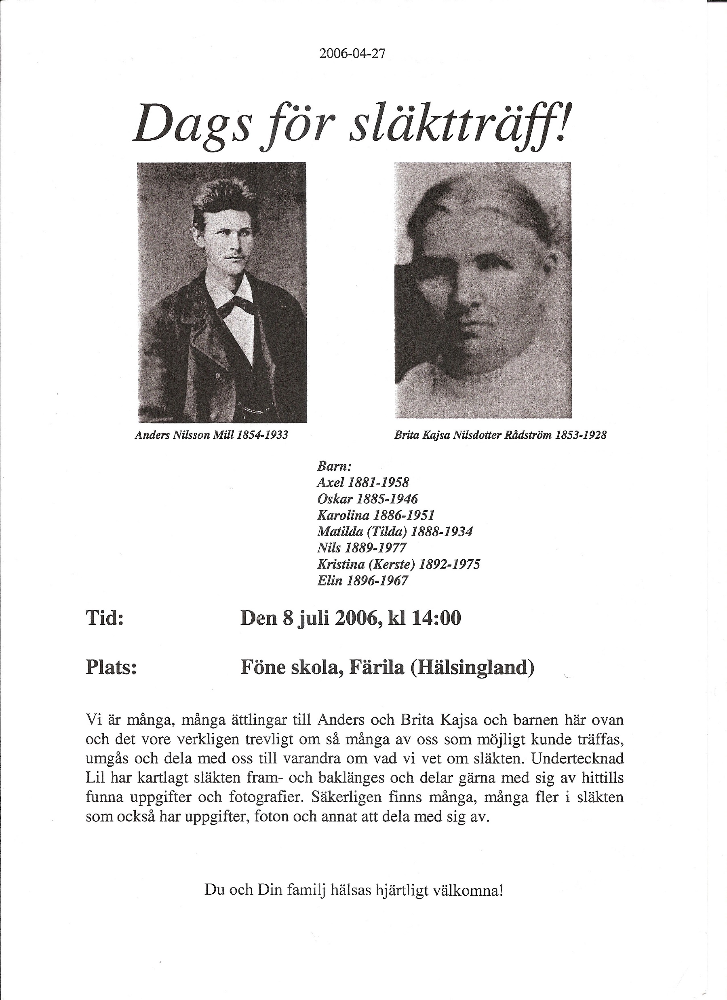 2006-04-27
Dags för släktträff!
Anders Nilsson Mill 1854-1933
Brita Kajsa Nilsdotter Rådström 1853-1928
Barn:
Axel 1881-1958
Oskar 1885-1946
Karolina 1886-1951
Matilda (Tilda) 1888-1934
Nils 1889-1977
Kristina (Kerste) 1892-1975
Elin 1896-1967
Tid: Den 8 juli 2006, kl 14:00
Plats: Föne skola, Färila (Hälsingland)
Vi är många, många ättlingar till Anders och Brita Kajsa och barnen här ovan
och det vore verkligen trevligt om så många av oss som möjligt kunde träffas,
umgås och dela med oss till varandra om vad vi vet om släkten. Undertecknad
Lil har kartlagt släkten fram- och baklänges och delar gärna med sig av hittills
funna uppgifter och fotografier. Säkerligen finns många, många fler i släkten
som också har uppgifter, foton och annat att dela med sig av.
Du och Din familj hälsas hjärtligt välkomna!